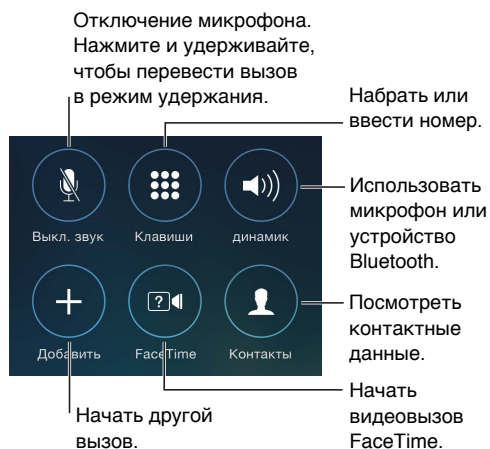 Отключение микрофона.
Нажмите и удерживайте,
чтобы перевести вызов
в режим удержания.
Набрать или
ввести номер.
Выкл. звук
Клавиши
динамик
Использовать
микрофон или
устройство
Bluetooth.
?
Добавить
FaceTime
Контакты
Посмотреть
контактные
данные.
Начать другой
вызов.
Начать
видеовызов
FaceTime.